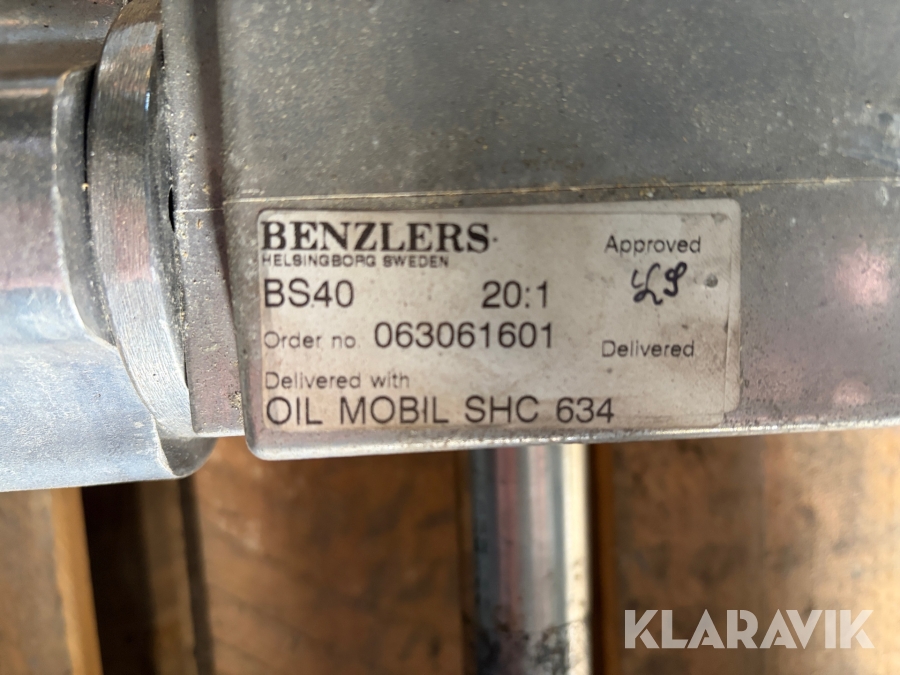 BENZLERS
HELSINGBORG SWEDEN
Approved
BS40 20:1
Order no. 063061601
Delivered
Delivered with
OIL MOBIL SHC 634
KLARAVIK